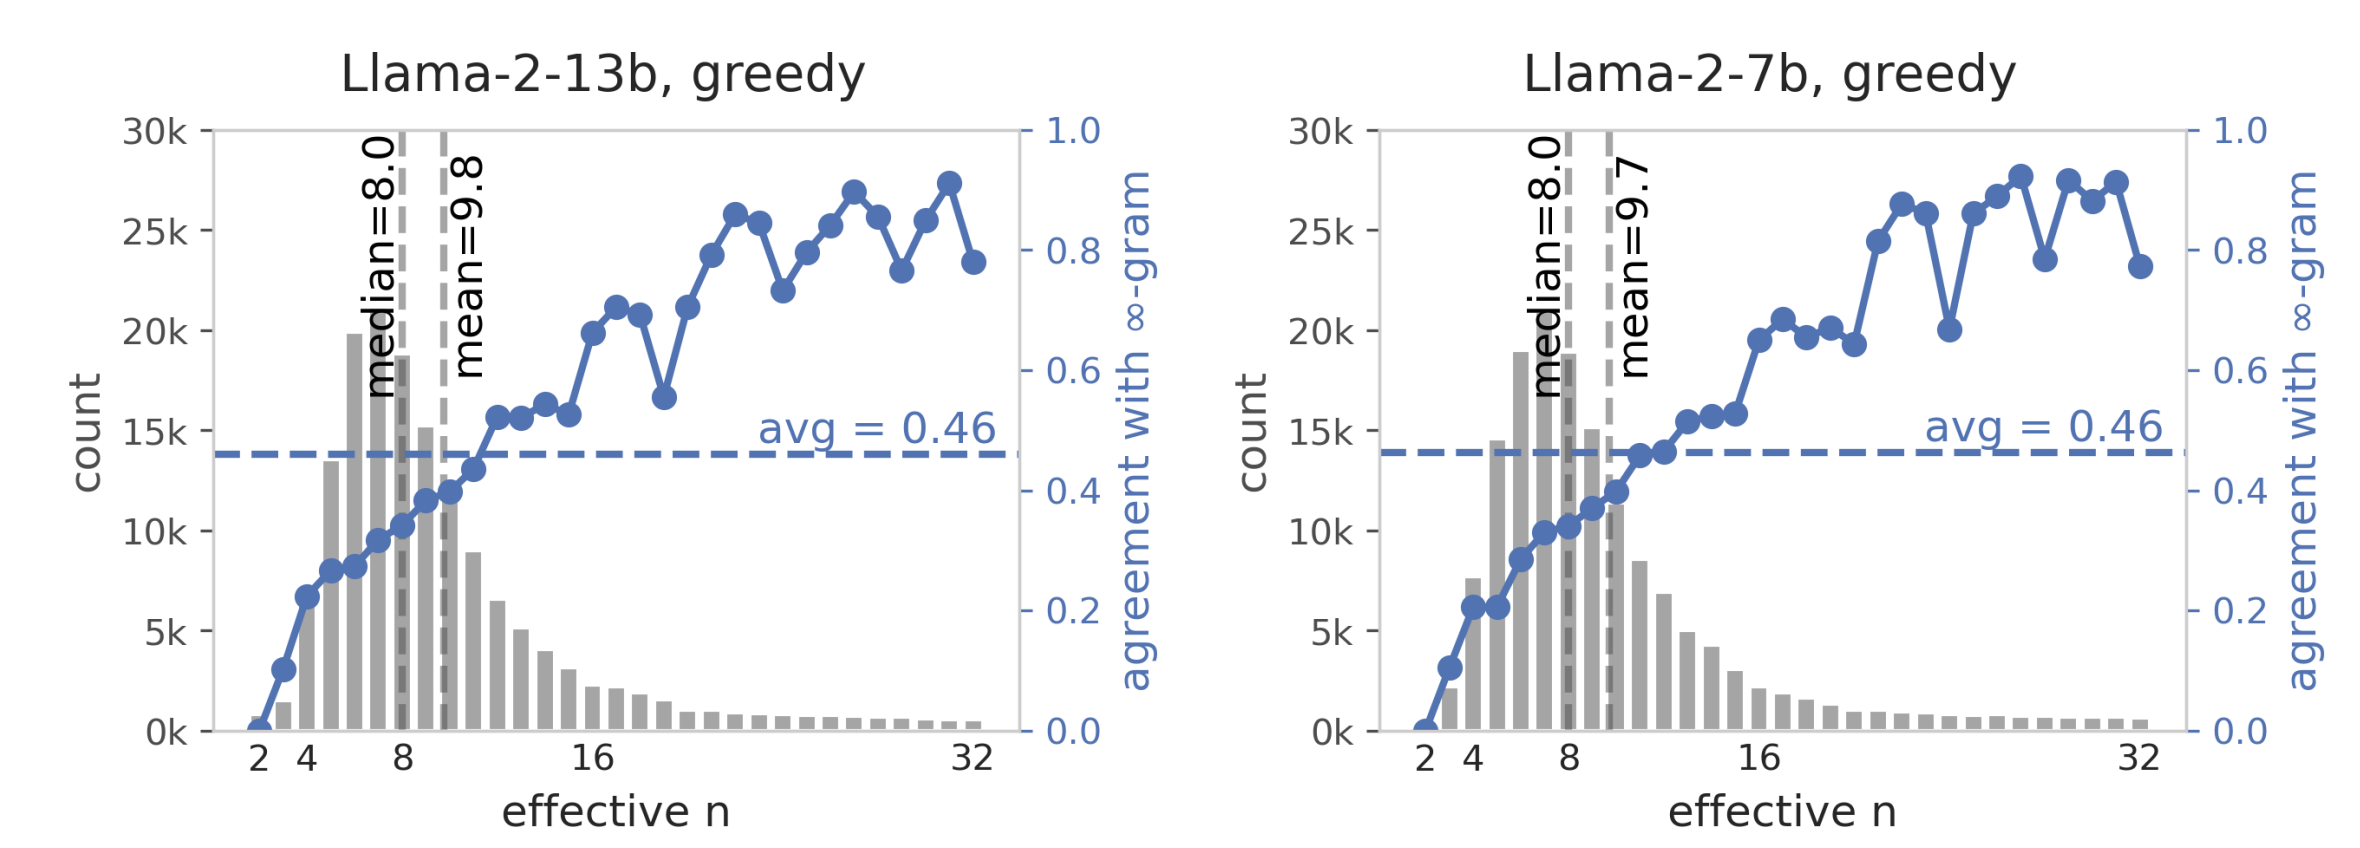 Llama-2-13b, greedy
30k
25k
20k
15k
10k
5k
0k
count
median=8.0
mean=9.8
avg = 0.46
1.0
0.8
0.6
0.4
0.2
0.0
agreement with ∞-gram
2 4 8 16 32
effective n
Llama-2-7b, greedy
30k
25k
20k
15k
10k
5k
0k
count
median=8.0
mean=9.7
avg = 0.46
1.0
0.8
0.6
0.4
0.2
0.0
agreement with ∞-gram
2 4 8 16 32
effective n